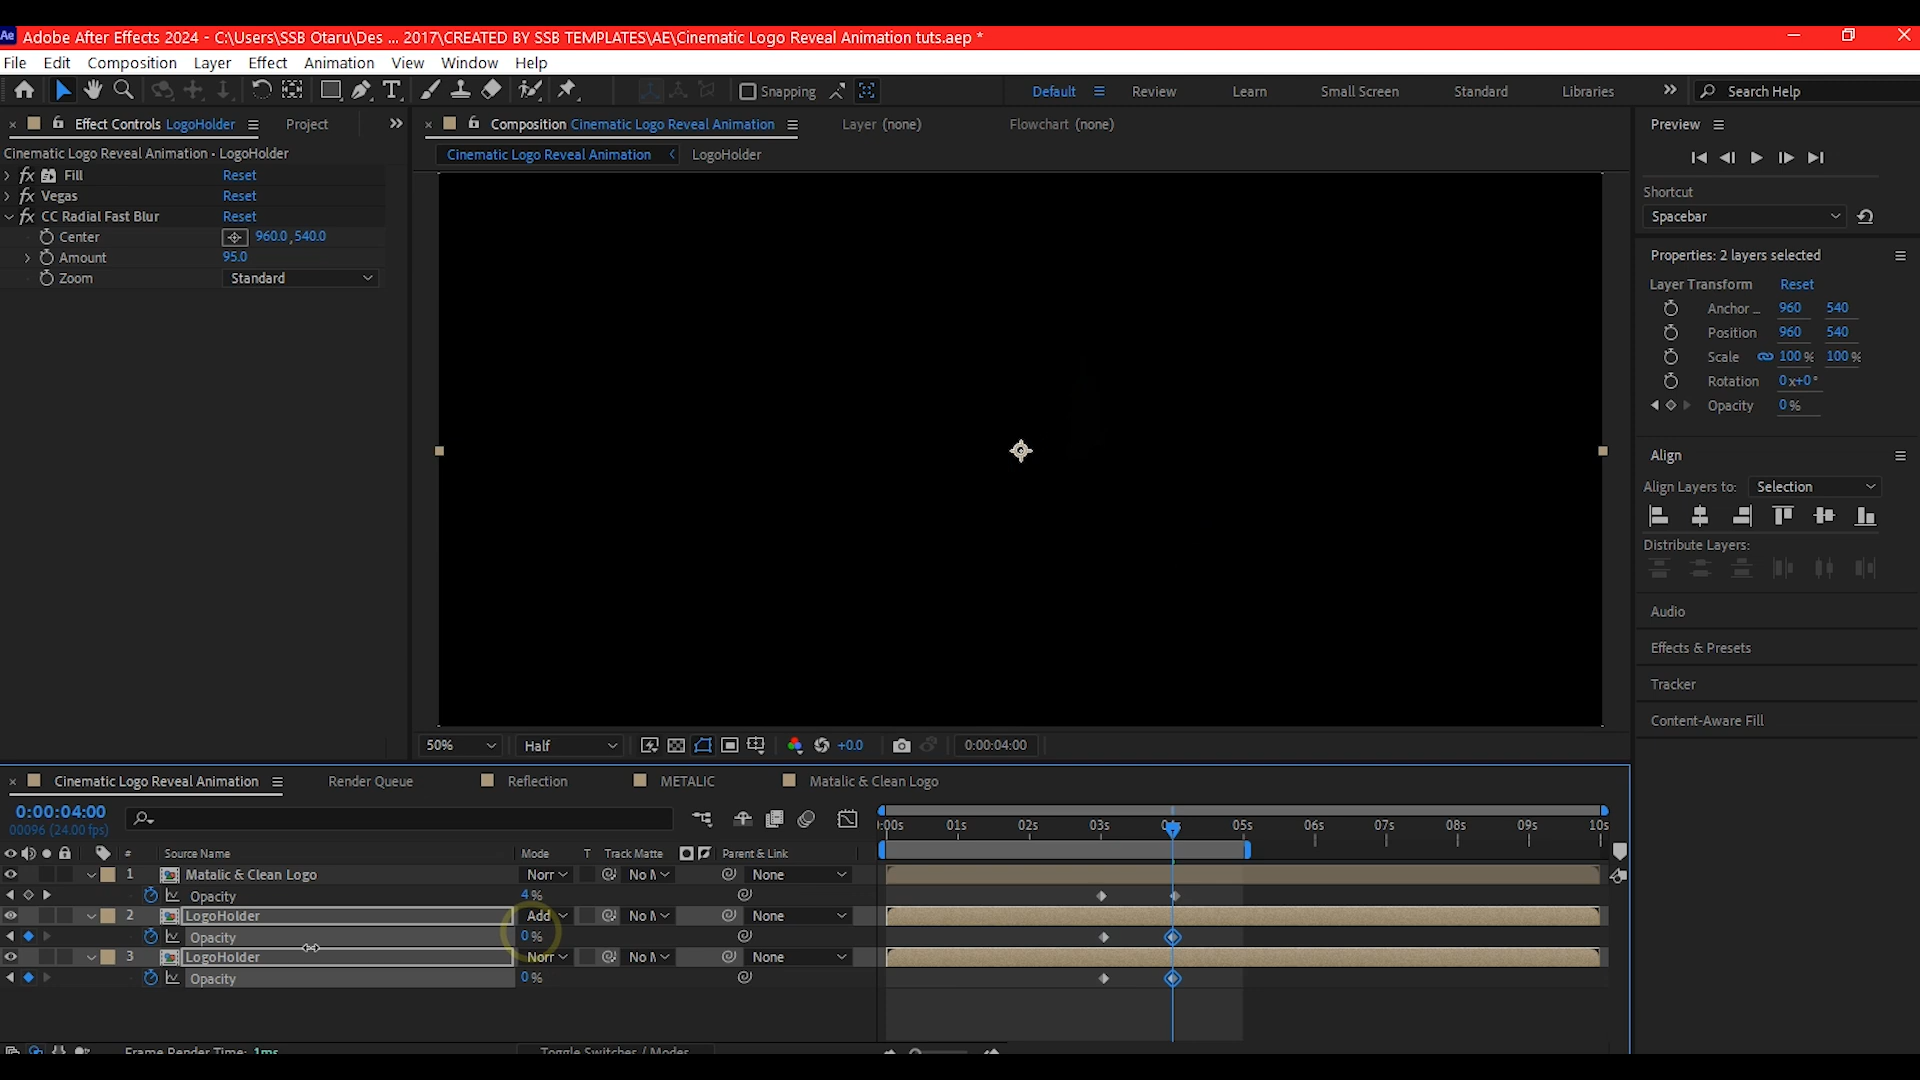 Adobe After Effects 2024 - C:\Users\SSB Otaru\Des ... 2017\CREATED BY SSB TEMPLATES\AE\Cinematic Logo Reveal Animation tuts.aep *
File Edit Composition Layer Effect Animation View Window Help
Snapping Default Review Learn Small Screen Standard Libraries Search Help
Effect Controls LogoHolder Project
Composition Cinematic Logo Reveal Animation Layer (none) Flowchart (none)
Cinematic Logo Reveal Animation • LogoHolder
Cinematic Logo Reveal Animation LogoHolder
fx Fill Reset
fx Vegas Reset
fx CC Radial Fast Blur Reset
Center 960.0,540.0
Amount 95.0
Zoom Standard
Preview
Shortcut
Spacebar
Properties: 2 layers selected
Layer Transform Reset
Anchor ... 960 540
Position 960 540
Scale 100 % 100 %
Rotation 0x+0°
Opacity 0 %
Align
Align Layers to: Selection
Distribute Layers:
Audio
Effects & Presets
Tracker
Content-Aware Fill
50% Half +0.0 0:00:04:00
Cinematic Logo Reveal Animation Render Queue Reflection METALIC Matalic & Clean Logo
0:00:04:00
00096 (24.00 fps)
:00s 01s 02s 03s 05s 06s 07s 08s 09s 10s
# Source Name Mode T Track Matte Parent & Link
1 Matalic & Clean Logo Norr No M None
Opacity 4 %
2 LogoHolder Add No M None
Opacity 0 %
3 LogoHolder Norr No M None
Opacity 0 %
Frame Render Time: 1ms Toggle Switches / Modes